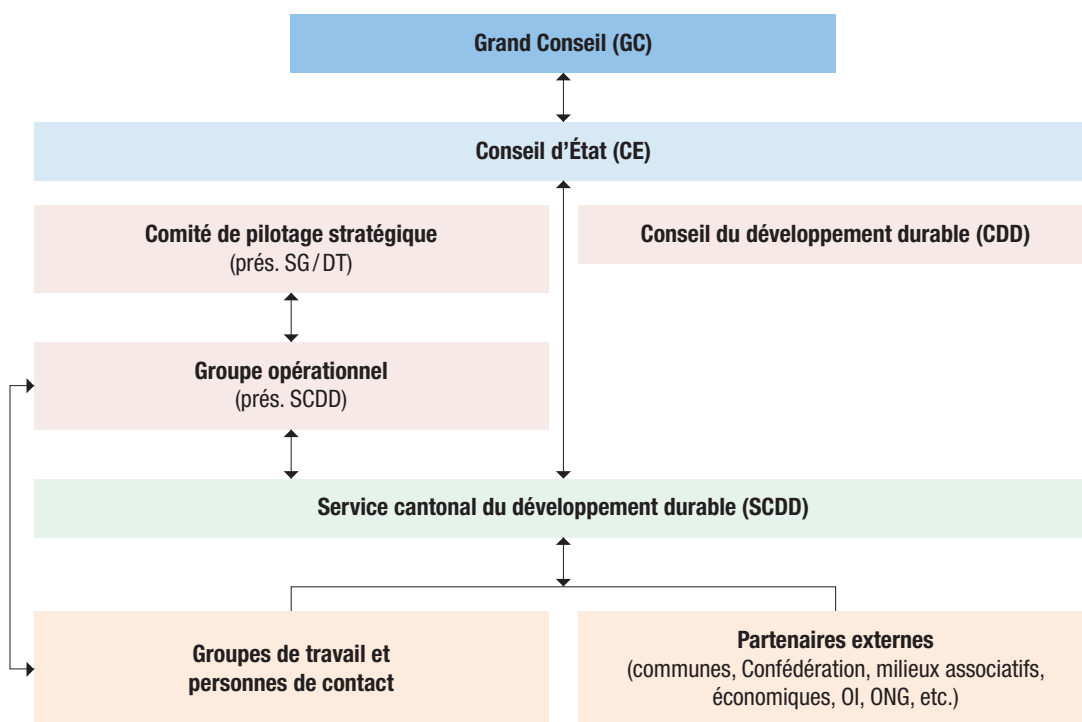 Grand Conseil (GC)
Conseil d'État (CE)
Comité de pilotage stratégique
(prés. SG/DT)
Conseil du développement durable (CDD)
Groupe opérationnel
(prés. SCDD)
Service cantonal du développement durable (SCDD)
Groupes de travail et
personnes de contact
Partenaires externes
(communes, Confédération, milieux associatifs,
économiques, OI, ONG, etc.)